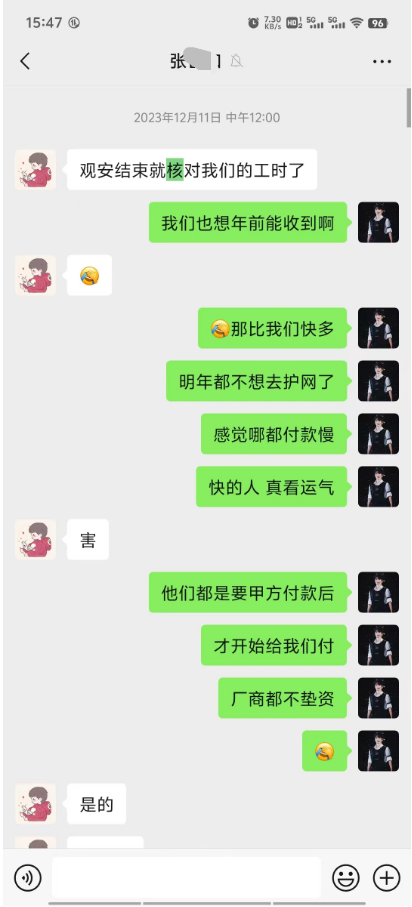 15:47
7.30
KB/s
HD 2
5G
5G
96
张
1
2023年12月11日 中午12:00
观安结束就核对我们的工时了
我们也想年前能收到啊
那比我们快多
明年都不想去护网了
感觉哪都付款慢
快的人 真看运气
害
他们都是要甲方付款后
才开始给我们付
厂商都不垫资
是的